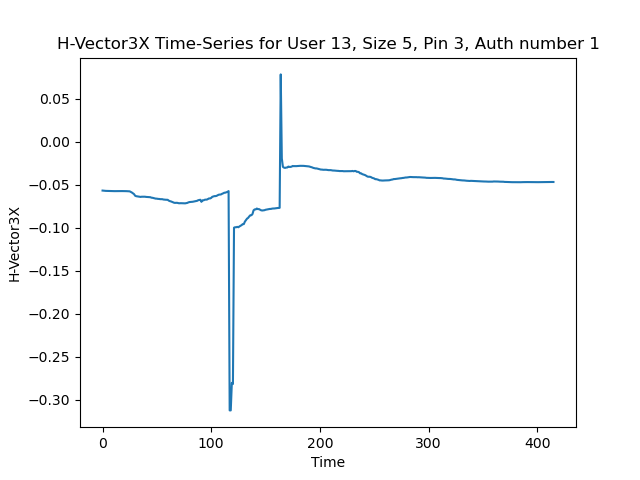 H-Vector3X Time-Series for User 13, Size 5, Pin 3, Auth number 1
H-Vector3X
0.05
0.00
−0.05
−0.10
−0.15
−0.20
−0.25
−0.30
0 100 200 300 400
Time